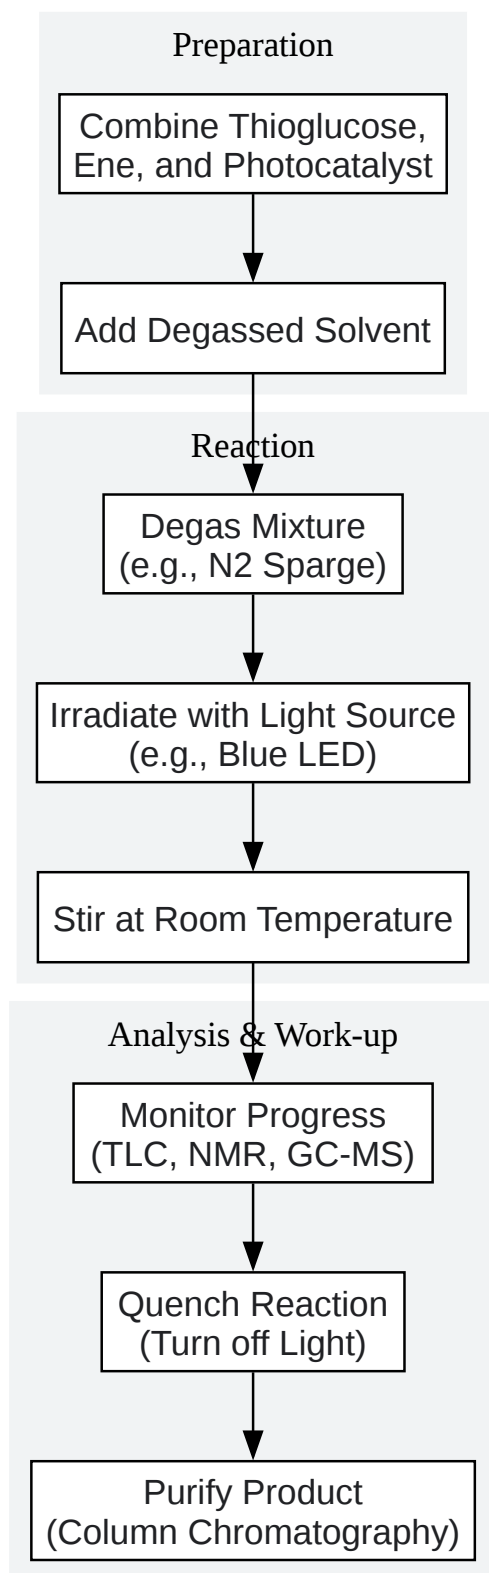 Preparation
Combine Thioglucose,
Ene, and Photocatalyst
Add Degassed Solvent
Reaction
Degas Mixture
(e.g., N2 Sparge)
Irradiate with Light Source
(e.g., Blue LED)
Stir at Room Temperature
Analysis & Work-up
Monitor Progress
(TLC, NMR, GC-MS)
Quench Reaction
(Turn off Light)
Purify Product
(Column Chromatography)